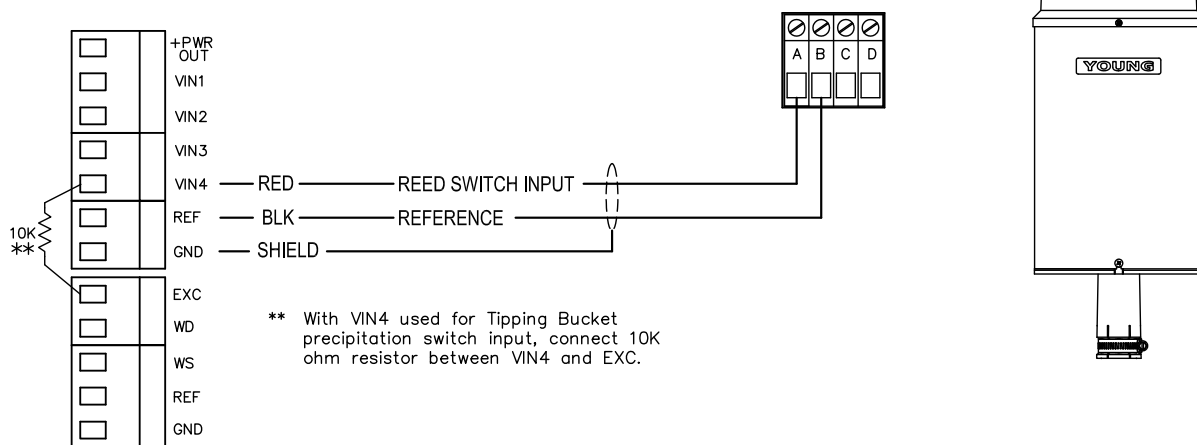 +PWR
OUT
VIN1
VIN2
VIN3
VIN4
REF
GND
EXC
WD
WS
REF
GND
10K
**
RED
REED SWITCH INPUT
BLK
REFERENCE
SHIELD
A B C D
YOUNG
** With VIN4 used for Tipping Bucket
precipitation switch input, connect 10K
ohm resistor between VIN4 and EXC.